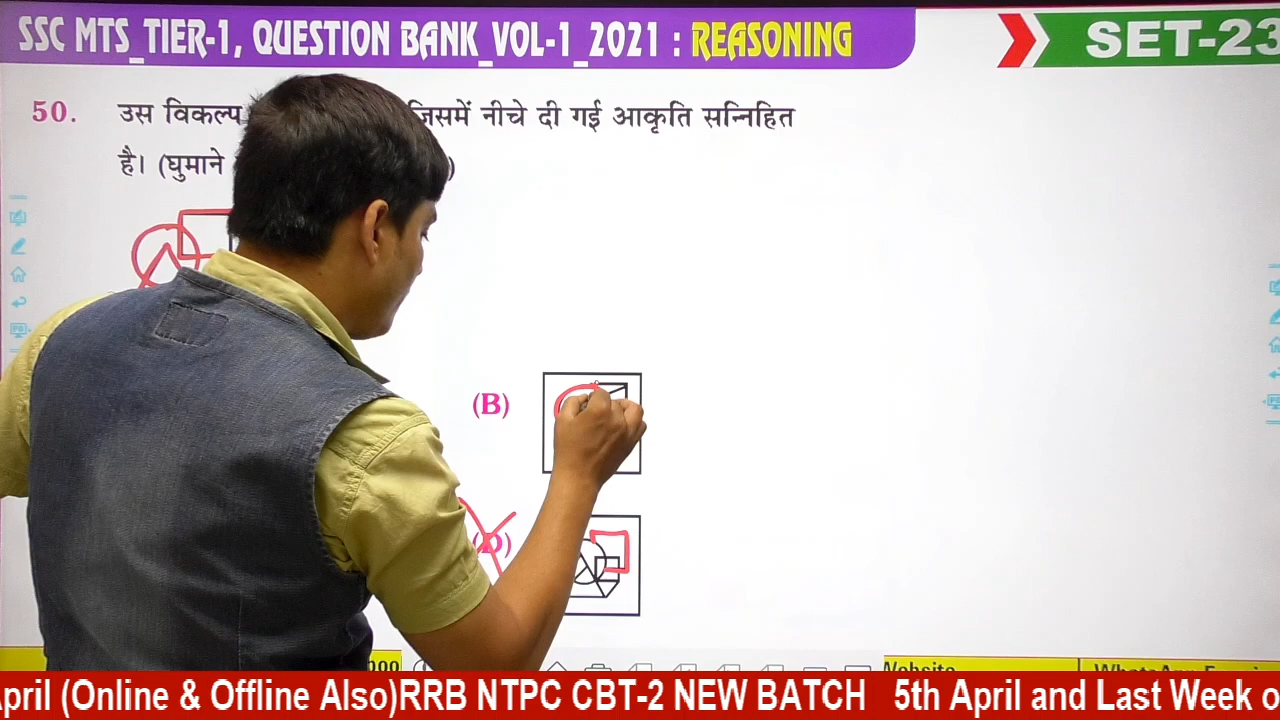 SSC MTS_TIER-1, QUESTION BANK_VOL-1_2021 : REASONING
SET-23
50. उस विकल्प जिसमें नीचे दी गई आकृति सन्निहित
है। (घुमाने )
(B)
(D)
April (Online & Offline Also)RRB NTPC CBT-2 NEW BATCH 5th April and Last Week o